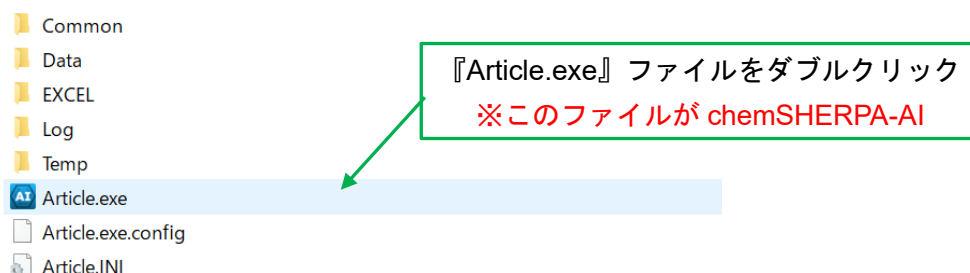 Common
Data
EXCEL
Log
Temp
AI
Article.exe
Article.exe.config
Article.INI
『Article.exe』ファイルをダブルクリック
※このファイルが chemSHERPA-AI